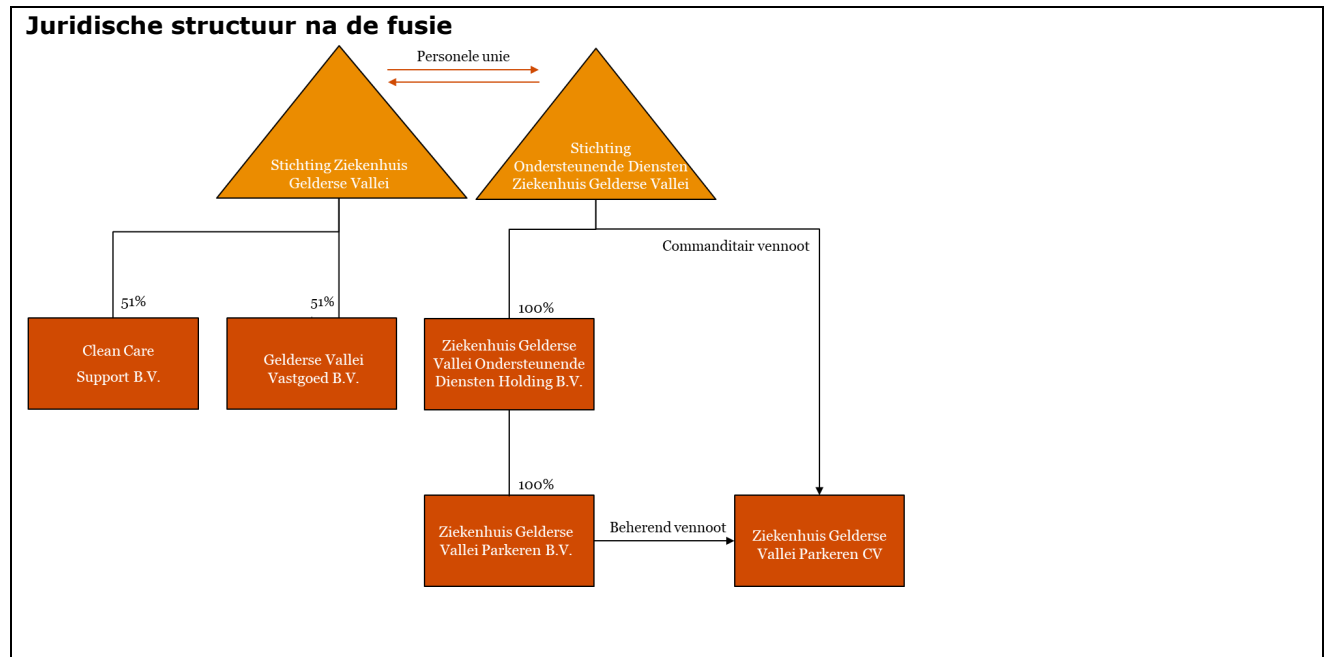 Juridische structuur na de fusie
Personele unie
Stichting Ziekenhuis
Gelderse Vallei
Stichting
Ondersteunende Diensten
Ziekenhuis Gelderse Vallei
Commanditair vennoot
51%
51%
100%
Clean Care
Support B.V.
Gelderse Vallei
Vastgoed B.V.
Ziekenhuis Gelderse
Vallei Ondersteunende
Diensten Holding B.V.
100%
Ziekenhuis Gelderse
Vallei Parkeren B.V.
Beherend vennoot
Ziekenhuis Gelderse
Vallei Parkeren CV